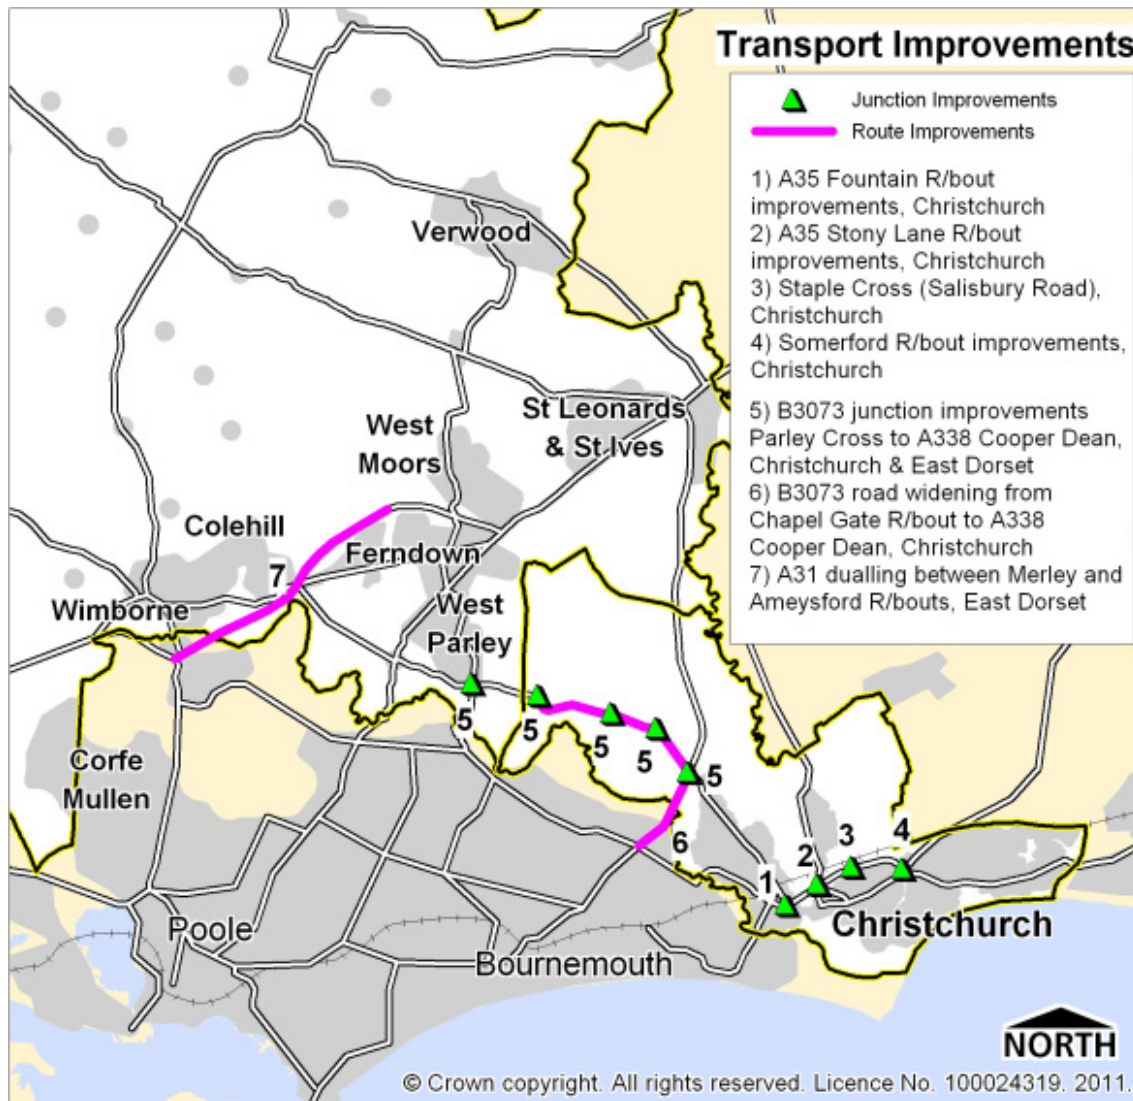 Transport Improvements
Junction Improvements
Route Improvements
1) A35 Fountain R/bout
improvements, Christchurch
2) A35 Stony Lane R/bout
improvements, Christchurch
3) Staple Cross (Salisbury Road),
Christchurch
4) Somerford R/bout improvements,
Christchurch
5) B3073 junction improvements
Parley Cross to A338 Cooper Dean,
Christchurch & East Dorset
6) B3073 road widening from
Chapel Gate R/bout to A338
Cooper Dean, Christchurch
7) A31 dualling between Merley and
Ameysford R/bouts, East Dorset
Verwood
St Leonards
& St Ives
West
Moors
Colehill
Ferndown
7
Wimborne
West
Parley
5
5
5
5
5
Corfe
Mullen
6
1
2
3
4
Poole
Christchurch
Bournemouth
NORTH
© Crown copyright. All rights reserved. Licence No. 100024319. 2011.